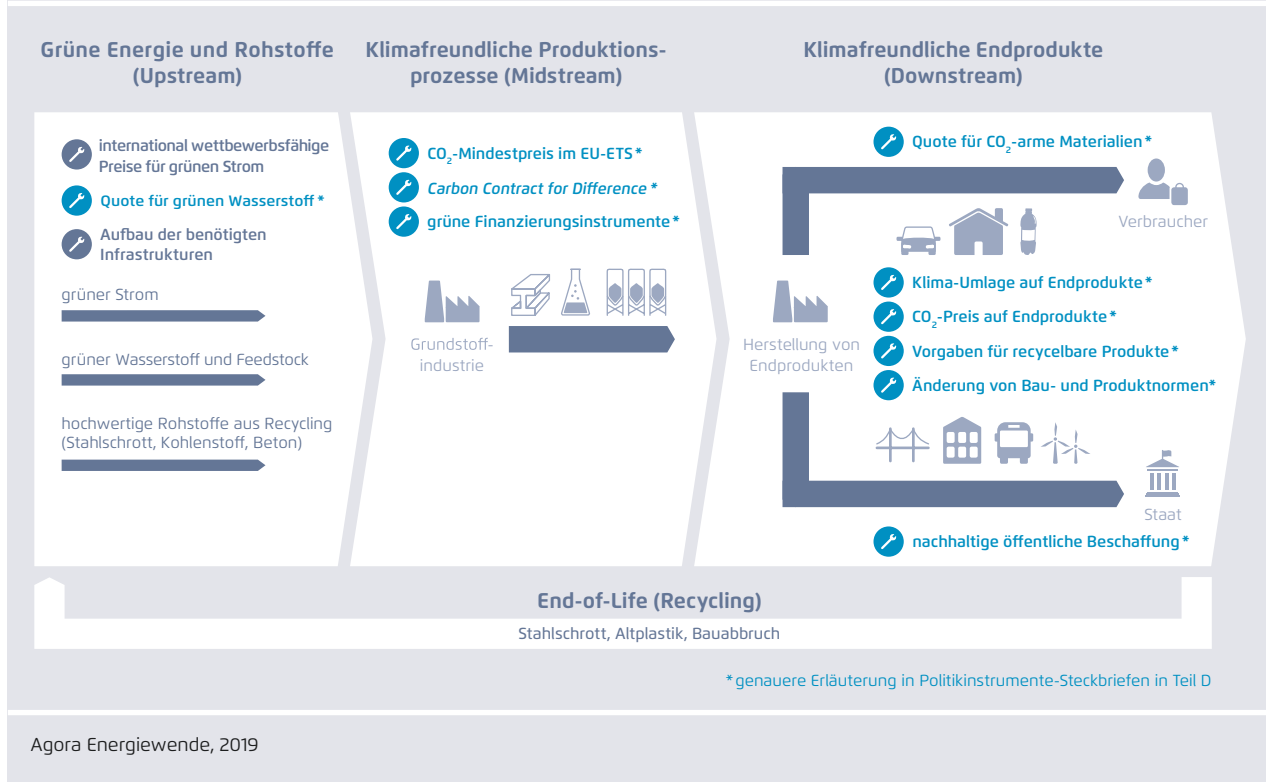 Grüne Energie und Rohstoffe
(Upstream)
Klimafreundliche Produktions-
prozesse (Midstream)
Klimafreundliche Endprodukte
(Downstream)
international wettbewerbsfähige
Preise für grünen Strom
Quote für grünen Wasserstoff*
Aufbau der benötigten
Infrastrukturen
grüner Strom
grüner Wasserstoff und Feedstock
hochwertige Rohstoffe aus Recycling
(Stahlschrott, Kohlenstoff, Beton)
CO₂-Mindestpreis im EU-ETS*
Carbon Contract for Difference *
grüne Finanzierungsinstrumente*
Grundstoff-
industrie
Quote für CO₂-arme Materialien*
Verbraucher
Herstellung von
Endprodukten
Klima-Umlage auf Endprodukte*
CO₂-Preis auf Endprodukte*
Vorgaben für recycelbare Produkte*
Änderung von Bau- und Produktnormen*
Staat
nachhaltige öffentliche Beschaffung*
End-of-Life (Recycling)
Stahlschrott, Altplastik, Bauabbruch
*genauere Erläuterung in Politikinstrumente-Steckbriefen in Teil D
Agora Energiewende, 2019